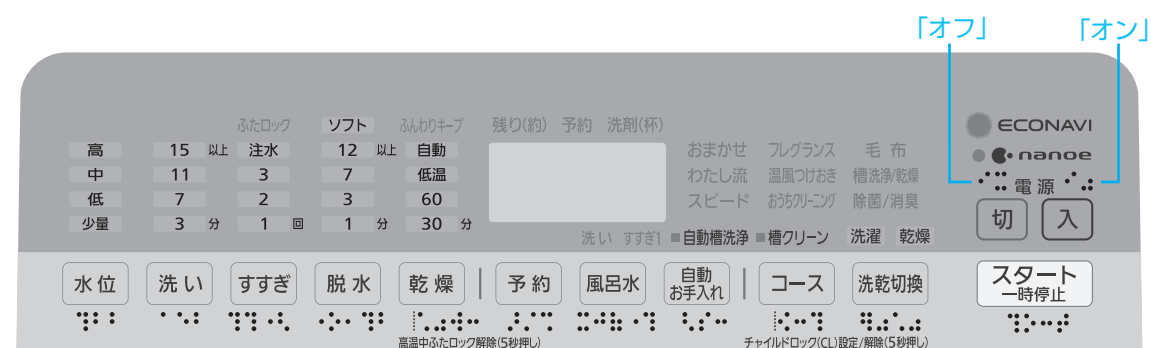 「オフ」 「オン」
ふたロック ソフト ふんわりキープ 残り(約) 予約 洗剤(杯) ECONAVI
高 15 以上 注水 12 以上 自動 おまかせ フレグランス 毛布 nanoe
中 11 3 7 低温 わたし流 温風つけおき 槽洗浄/乾燥
低 7 2 3 60 スピード おうちクリーニング 除菌/消臭 電源
少量 3 分 1 回 1 分 30 分 切 入
洗い すすぎ1 ■自動槽洗浄 ■槽クリーン 洗濯 乾燥
水位 洗い すすぎ 脱水 乾燥 予約 風呂水 自動 コース 洗乾切換 スタート
お手入れ 一時停止
高温中ふたロック解除(5秒押し) チャイルドロック(CL)設定/解除(5秒押し)